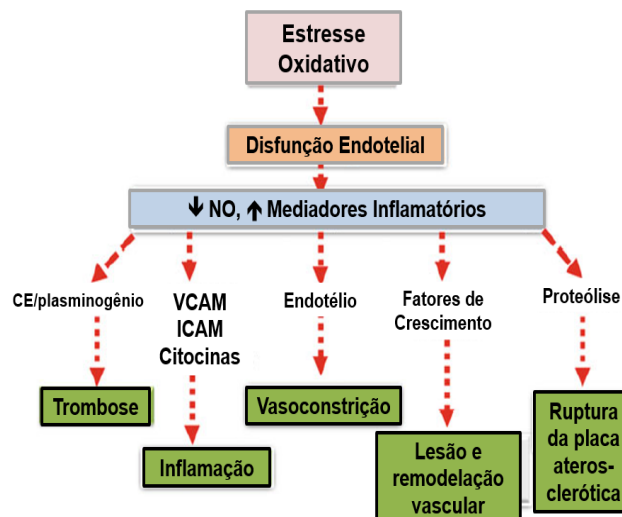 Estresse
Oxidativo
Disfunção Endotelial
🡫 NO, 🡩 Mediadores Inflamatórios
CE/plasminogênio
VCAM
ICAM
Citocinas
Endotélio
Fatores de
Crescimento
Proteólise
Trombose
Inflamação
Vasoconstrição
Lesão e
remodelação
vascular
Ruptura
da placa
ateros-
clerótica